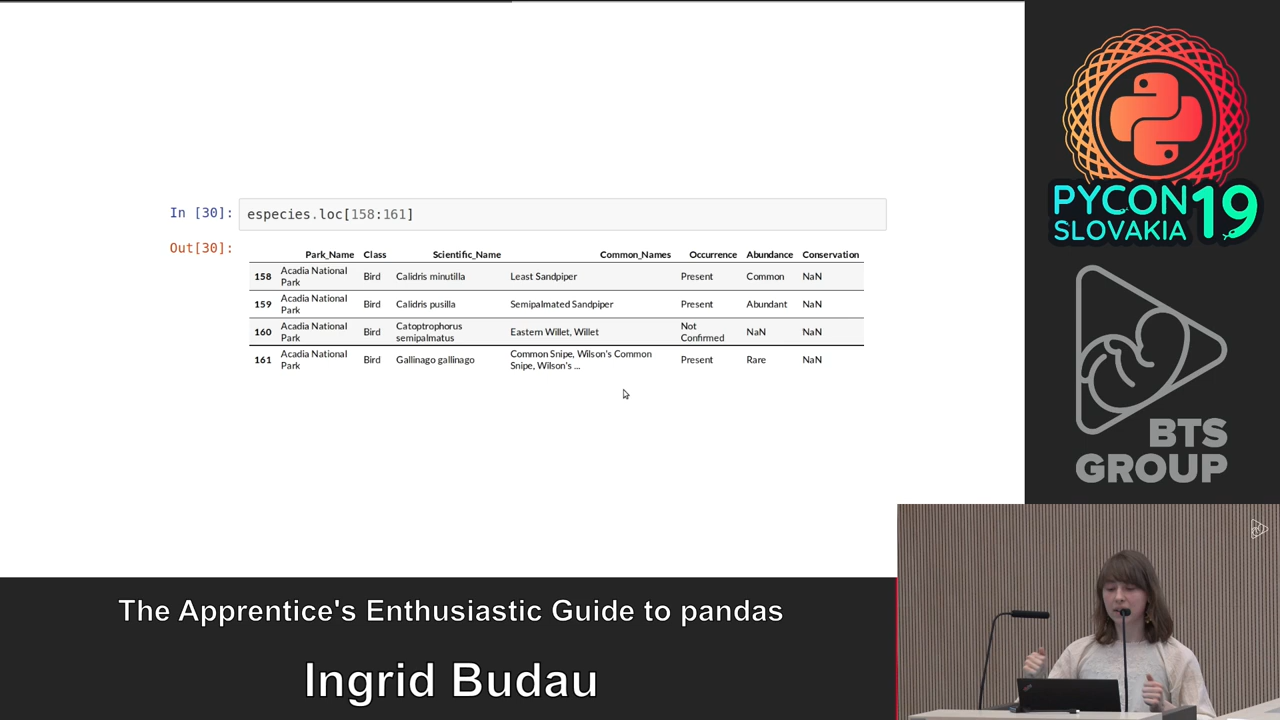 In [30]: especies.loc[158:161]
Out[30]:
Park_Name Class Scientific_Name Common_Names Occurrence Abundance Conservation
158 Acadia National Park Bird Calidris minutilla Least Sandpiper Present Common NaN
159 Acadia National Park Bird Calidris pusilla Semipalmated Sandpiper Present Abundant NaN
160 Acadia National Park Bird Catoptrophorus semipalmatus Eastern Willet, Willet Not Confirmed NaN NaN
161 Acadia National Park Bird Gallinago gallinago Common Snipe, Wilson's Common Snipe, Wilson's ... Present Rare NaN
PYCON 19
SLOVAKIA
BTS
GROUP
The Apprentice's Enthusiastic Guide to pandas
Ingrid Budau